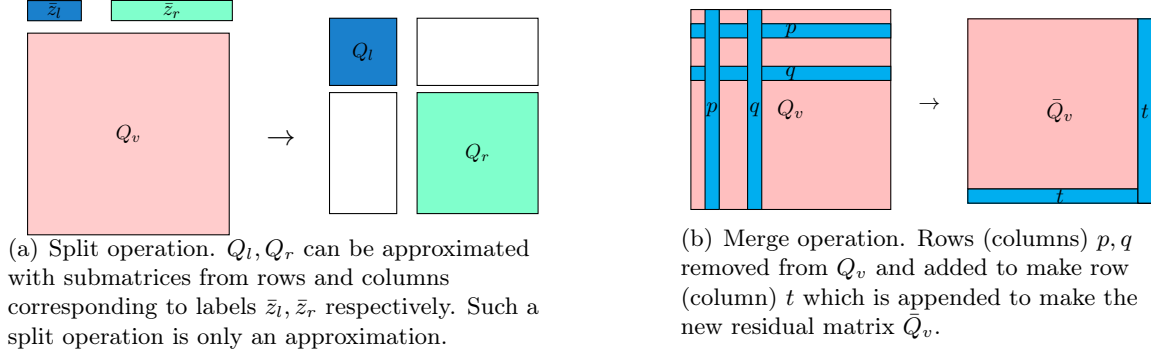 z̄_l z̄_r
Q_v → Q_l Q_r
(a) Split operation. Q_l, Q_r can be approximated
with submatrices from rows and columns
corresponding to labels z̄_l, z̄_r respectively. Such a
split operation is only an approximation.
p
q
p q Q_v → Q̄_v t
t
(b) Merge operation. Rows (columns) p, q
removed from Q_v and added to make row
(column) t which is appended to make the
new residual matrix Q̄_v.